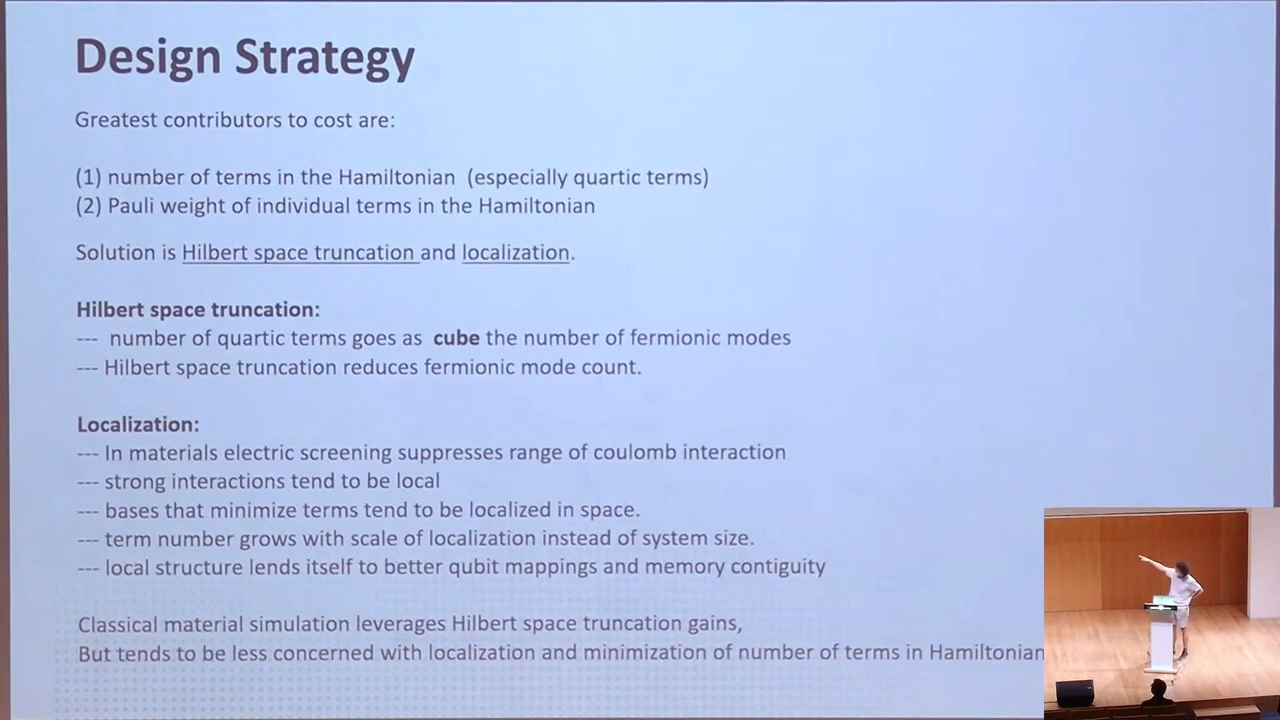 Design Strategy
Greatest contributors to cost are:
(1) number of terms in the Hamiltonian (especially quartic terms)
(2) Pauli weight of individual terms in the Hamiltonian
Solution is Hilbert space truncation and localization.
Hilbert space truncation:
--- number of quartic terms goes as cube the number of fermionic modes
--- Hilbert space truncation reduces fermionic mode count.
Localization:
--- In materials electric screening suppresses range of coulomb interaction
--- strong interactions tend to be local
--- bases that minimize terms tend to be localized in space.
--- term number grows with scale of localization instead of system size.
--- local structure lends itself to better qubit mappings and memory contiguity
Classical material simulation leverages Hilbert space truncation gains,
But tends to be less concerned with localization and minimization of number of terms in Hamiltonian